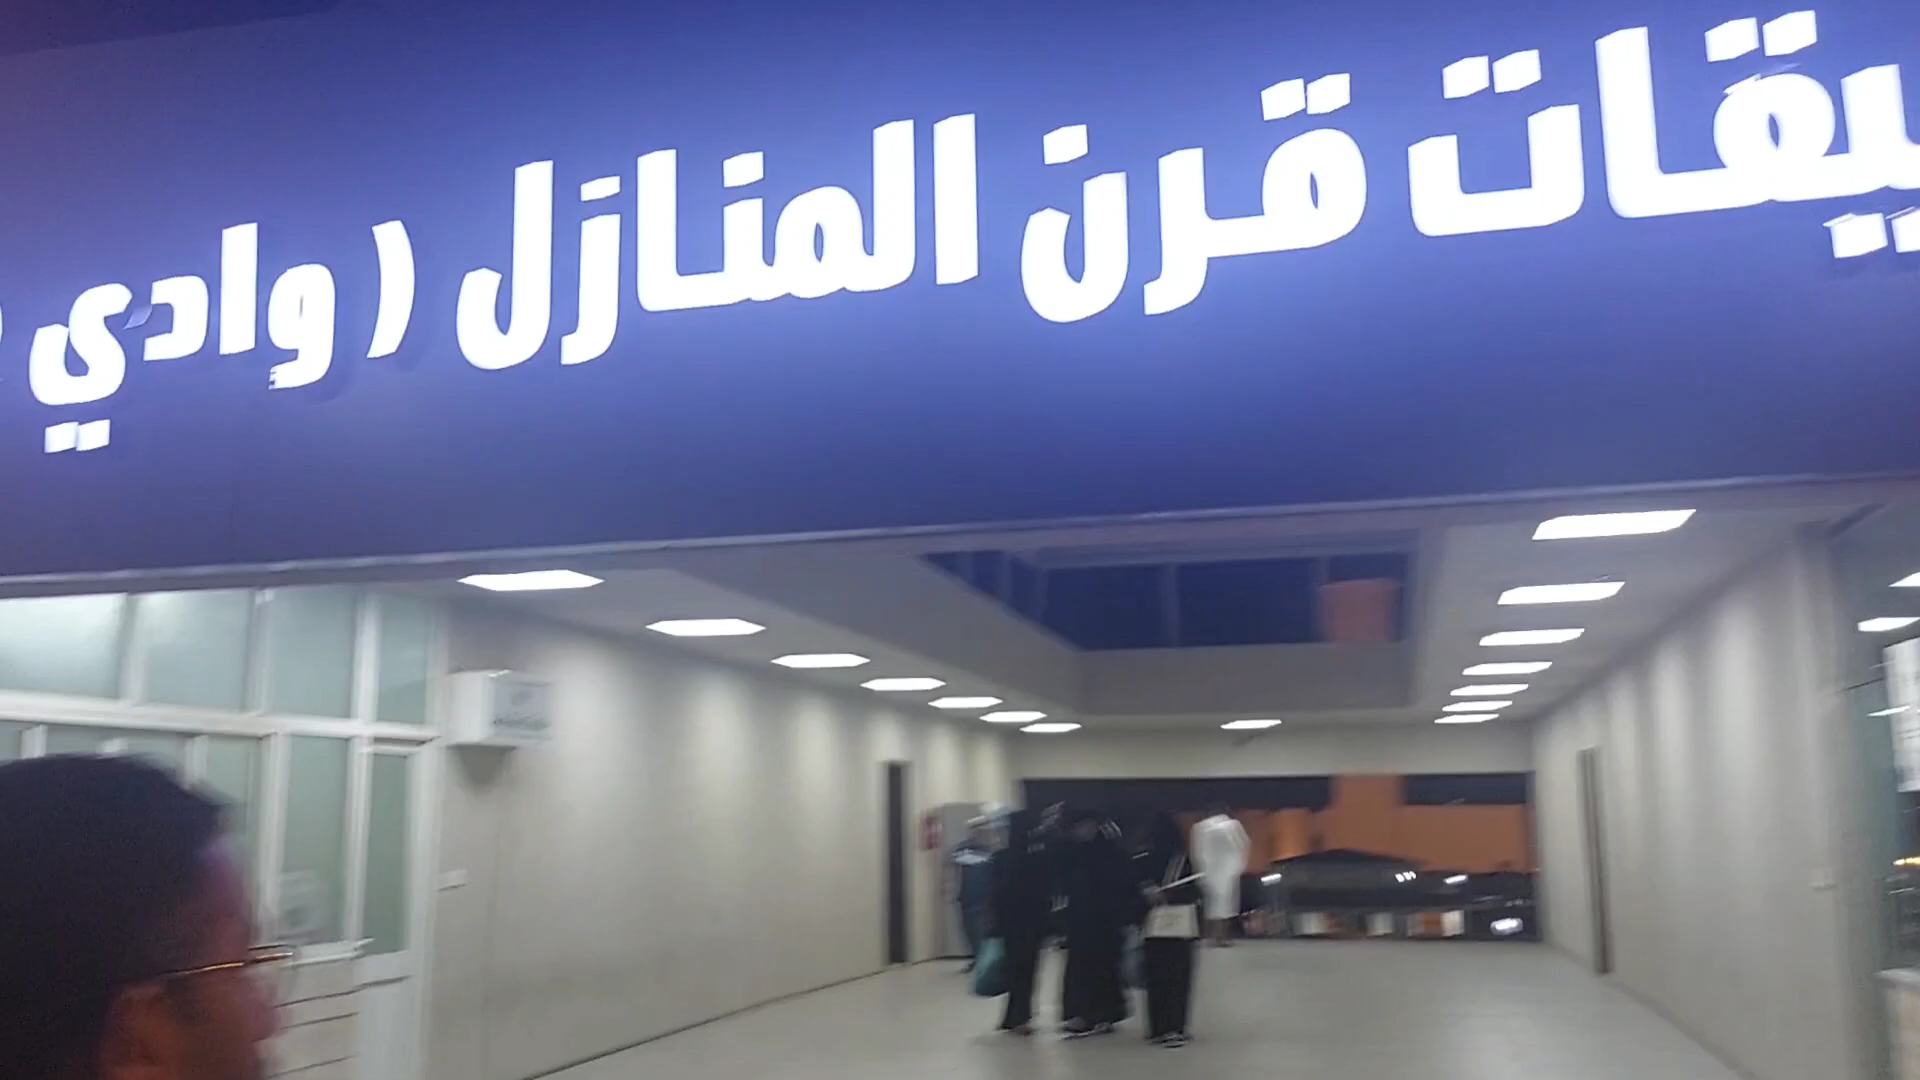 يقات قرن المنازل ( وادي